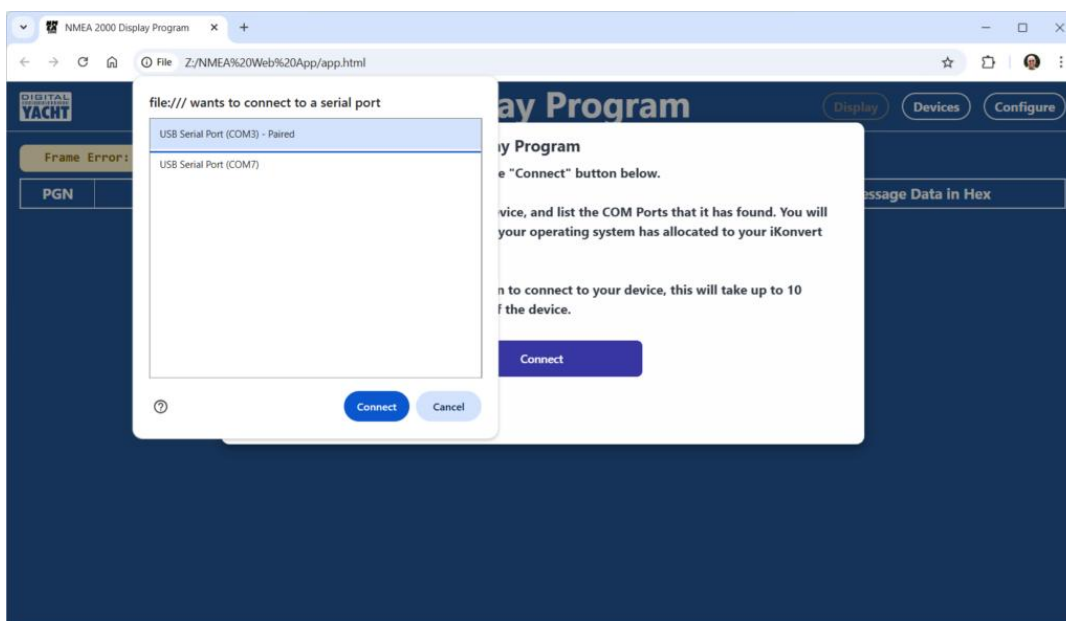 NMEA 2000 Display Program
File Z:/NMEA%20Web%20App/app.html
DIGITAL
YACHT
ay Program
Display
Devices
Configure
file:/// wants to connect to a serial port
USB Serial Port (COM3) - Paired
USB Serial Port (COM7)
Connect
Cancel
Frame Error:
PGN
essage Data in Hex
y Program
e "Connect" button below.
vice, and list the COM Ports that it has found. You will
your operating system has allocated to your iKonvert
n to connect to your device, this will take up to 10
f the device.
Connect